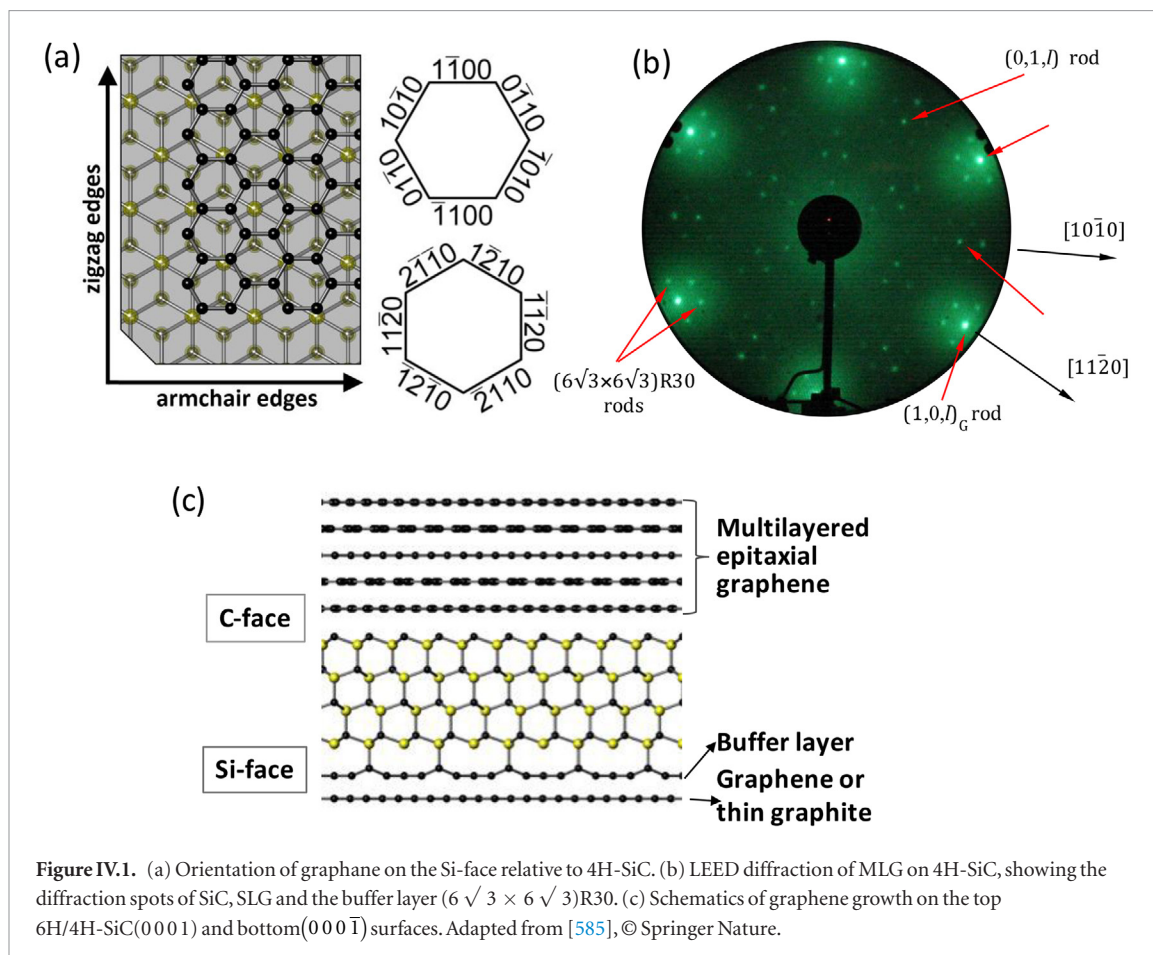 (a)
zigzag edges
armchair edges
11̅00
101̅0
01̅10
011̅0
1̅010
1̅100
21̅1̅0
12̅10
112̅0
1̅1̅20
1̅21̅0
2̅110
(b)
(0,1,l) rod
[101̅0]
[112̅0]
(6√3×6√3)R30
rods
(1,0,l)G rod
(c)
C-face
Multilayered
epitaxial
graphene
Si-face
Buffer layer
Graphene or
thin graphite
Figure IV.1. (a) Orientation of graphane on the Si-face relative to 4H-SiC. (b) LEED diffraction of MLG on 4H-SiC, showing the
diffraction spots of SiC, SLG and the buffer layer (6 √ 3 × 6 √ 3)R30. (c) Schematics of graphene growth on the top
6H/4H-SiC(0 0 0 1) and bottom(0 0 0 1̅) surfaces. Adapted from [585], © Springer Nature.